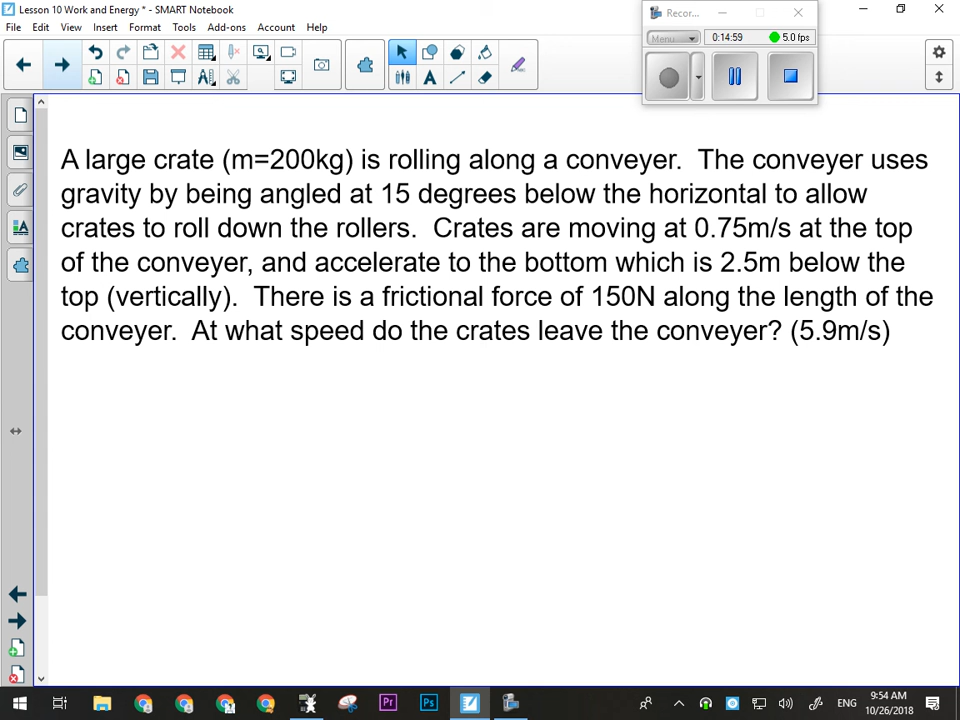 Lesson 10 Work and Energy * - SMART Notebook
Recor...
File Edit View Insert Format Tools Add-ons Account Help
Menu 0:14:59 5.0 fps
A large crate (m=200kg) is rolling along a conveyer. The conveyer uses
gravity by being angled at 15 degrees below the horizontal to allow
crates to roll down the rollers. Crates are moving at 0.75m/s at the top
of the conveyer, and accelerate to the bottom which is 2.5m below the
top (vertically). There is a frictional force of 150N along the length of the
conveyer. At what speed do the crates leave the conveyer? (5.9m/s)
Pr Ps ENG 9:54 AM
10/26/2018